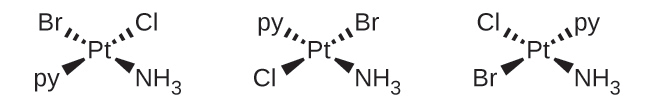 Br Cl py Br Cl py
Pt Pt Pt
py NH3 Cl NH3 Br NH3